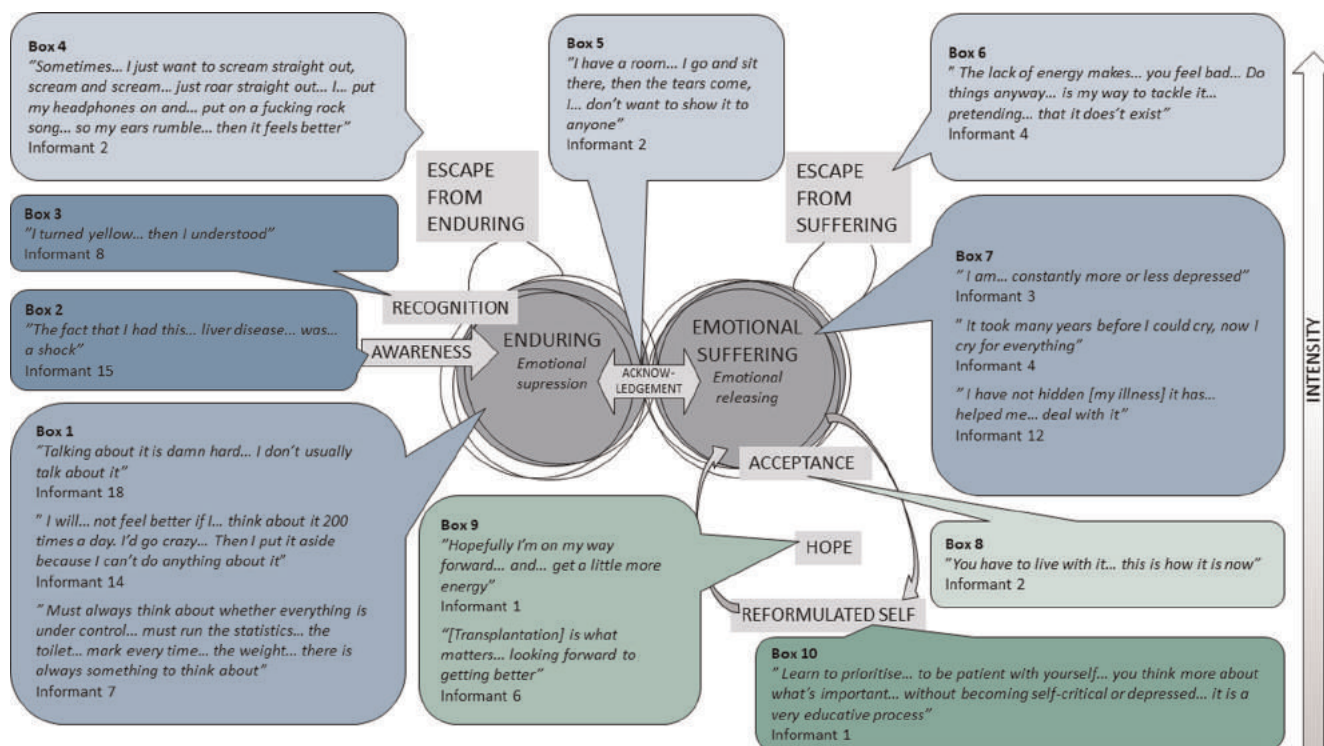 Box 4
"Sometimes... I just want to scream straight out,
scream and scream... just roar straight out... I... put
my headphones on and... put on a fucking rock
song... so my ears rumble... then it feels better"
Informant 2
Box 5
"I have a room... I go and sit
there, then the tears come,
I... don't want to show it to
anyone"
Informant 2
Box 6
" The lack of energy makes... you feel bad... Do
things anyway... is my way to tackle it...
pretending... that it does't exist"
Informant 4
ESCAPE
FROM
ENDURING
ESCAPE
FROM
SUFFERING
Box 3
"I turned yellow... then I understood"
Informant 8
Box 2
"The fact that I had this... liver disease... was...
a shock"
Informant 15
RECOGNITION
AWARENESS
ENDURING
Emotional
supression
ACKNOW-
LEDGEMENT
EMOTIONAL
SUFFERING
Emotional
releasing
Box 7
" I am... constantly more or less depressed"
Informant 3
"It took many years before I could cry, now I
cry for everything"
Informant 4
"I have not hidden [my illness] it has...
helped me... deal with it"
Informant 12
INTENSITY
Box 1
"Talking about it is damn hard... I don't usually
talk about it"
Informant 18
" I will... not feel better if I... think about it 200
times a day. I'd go crazy... Then I put it aside
because I can't do anything about it"
Informant 14
" Must always think about whether everything is
under control... must run the statistics... the
toilet... mark every time... the weight... there is
always something to think about"
Informant 7
ACCEPTANCE
Box 9
"Hopefully I'm on my way
forward... and... get a little more
energy"
Informant 1
"[Transplantation] is what
matters... looking forward to
getting better"
Informant 6
HOPE
Box 8
"You have to live with it... this is how it is now"
Informant 2
REFORMULATED SELF
Box 10
" Learn to prioritise... to be patient with yourself... you think more about
what's important... without becoming self-critical or depressed... it is a
very educative process"
Informant 1